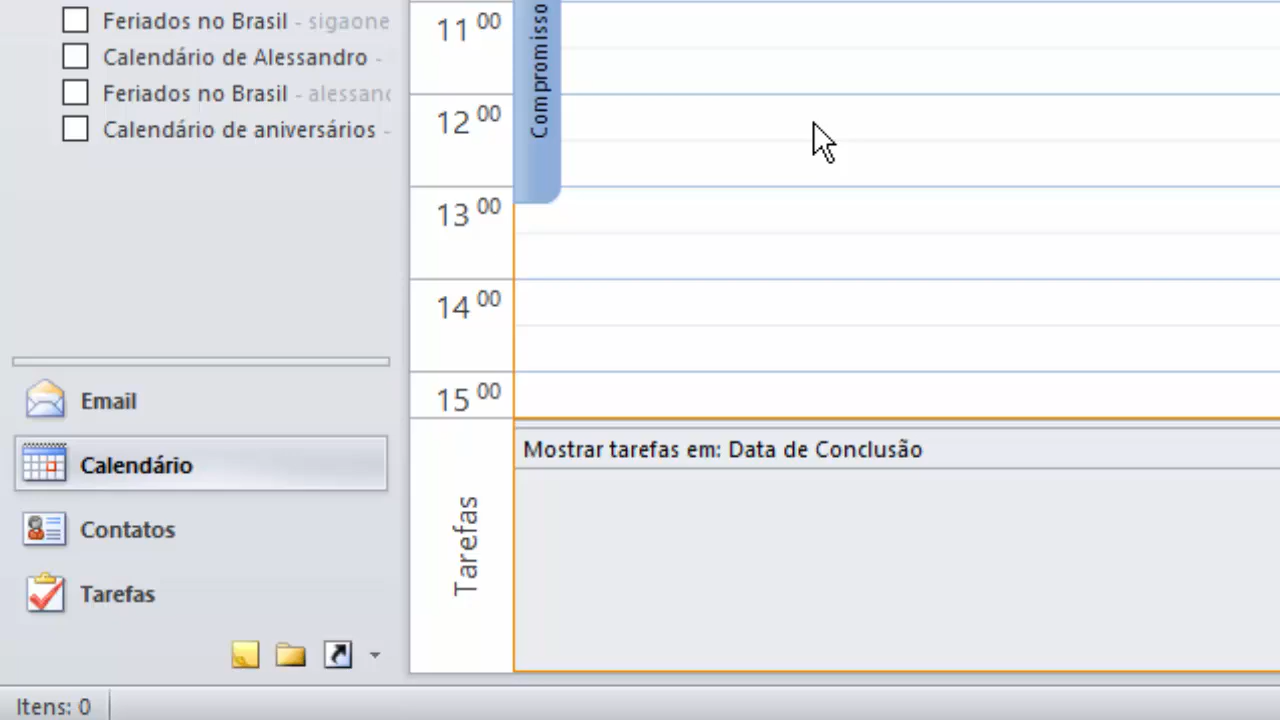 Feriados no Brasil - sigaone
Calendário de Alessandro -
Feriados no Brasil - alessand
Calendário de aniversários -
Email
Calendário
Contatos
Tarefas
Itens: 0
11 00
12 00
13 00
14 00
15 00
Compromisso
Mostrar tarefas em: Data de Conclusão
Tarefas